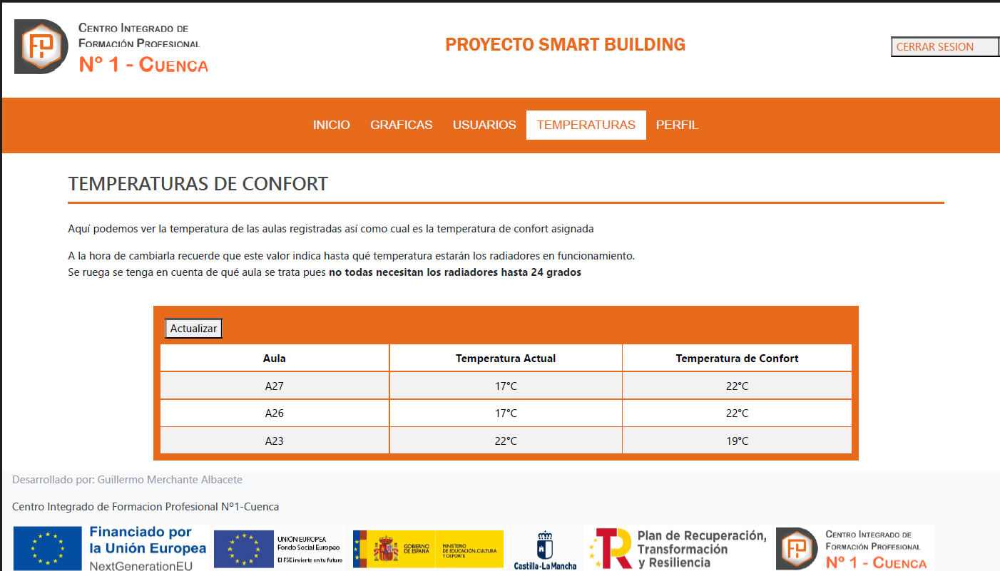 FP
CENTRO INTEGRADO DE
FORMACIÓN PROFESIONAL
Nº 1 - CUENCA
PROYECTO SMART BUILDING
CERRAR SESION
INICIO GRAFICAS USUARIOS TEMPERATURAS PERFIL
TEMPERATURAS DE CONFORT
Aquí podemos ver la temperatura de las aulas registradas así como cual es la temperatura de confort asignada
A la hora de cambiarla recuerde que este valor indica hasta qué temperatura estarán los radiadores en funcionamiento.
Se ruega se tenga en cuenta de qué aula se trata pues no todas necesitan los radiadores hasta 24 grados
Actualizar
Aula Temperatura Actual Temperatura de Confort
A27 17°C 22°C
A26 17°C 22°C
A23 22°C 19°C
Desarrollado por: Guillermo Merchante Albacete
Centro Integrado de Formacion Profesional Nº1-Cuenca
Financiado por
la Unión Europea
NextGenerationEU
UNIÓN EUROPEA
Fondo Social Europeo
El FSE invierte en tu futuro
GOBIERNO
DE ESPAÑA
MINISTERIO
DE EDUCACIÓN, CULTURA
Y DEPORTE
Castilla-La Mancha
TR
Plan de Recuperación,
Transformación
y Resiliencia
FP
CENTRO INTEGRADO DE
FORMACIÓN PROFESIONAL
Nº 1 - CUENCA